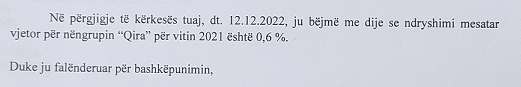 Në përgjigje të kërkesës tuaj, dt. 12.12.2022, ju bëjmë me dije se ndryshimi mesatar
vjetor për nëngrupin “Qira” për vitin 2021 është 0,6 %.
Duke ju falënderuar për bashkëpunimin,